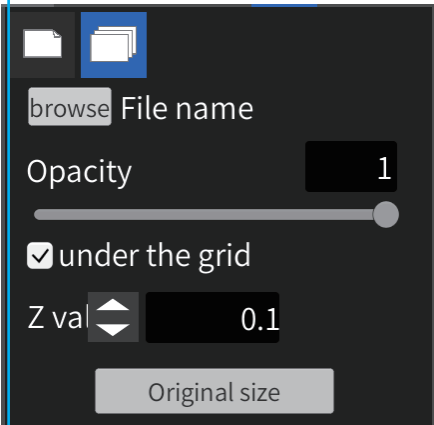 browse File name
Opacity 1
under the grid
Z val 0.1
Original size